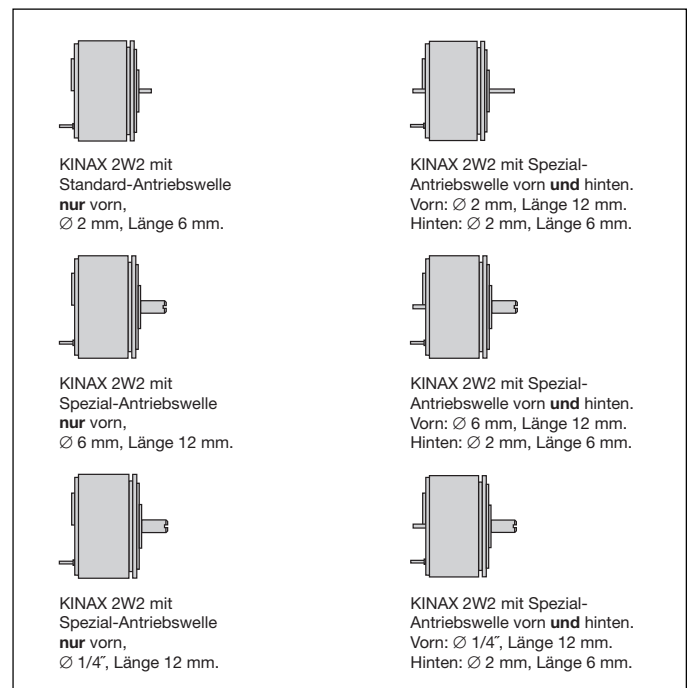 KINAX 2W2 mit
Standard-Antriebswelle
nur vorn,
∅ 2 mm, Länge 6 mm.
KINAX 2W2 mit Spezial-
Antriebswelle vorn und hinten.
Vorn: ∅ 2 mm, Länge 12 mm.
Hinten: ∅ 2 mm, Länge 6 mm.
KINAX 2W2 mit
Spezial-Antriebswelle
nur vorn,
∅ 6 mm, Länge 12 mm.
KINAX 2W2 mit Spezial-
Antriebswelle vorn und hinten.
Vorn: ∅ 6 mm, Länge 12 mm.
Hinten: ∅ 2 mm, Länge 6 mm.
KINAX 2W2 mit
Spezial-Antriebswelle
nur vorn,
∅ 1/4˝, Länge 12 mm.
KINAX 2W2 mit Spezial-
Antriebswelle vorn und hinten.
Vorn: ∅ 1/4˝, Länge 12 mm.
Hinten: ∅ 2 mm, Länge 6 mm.